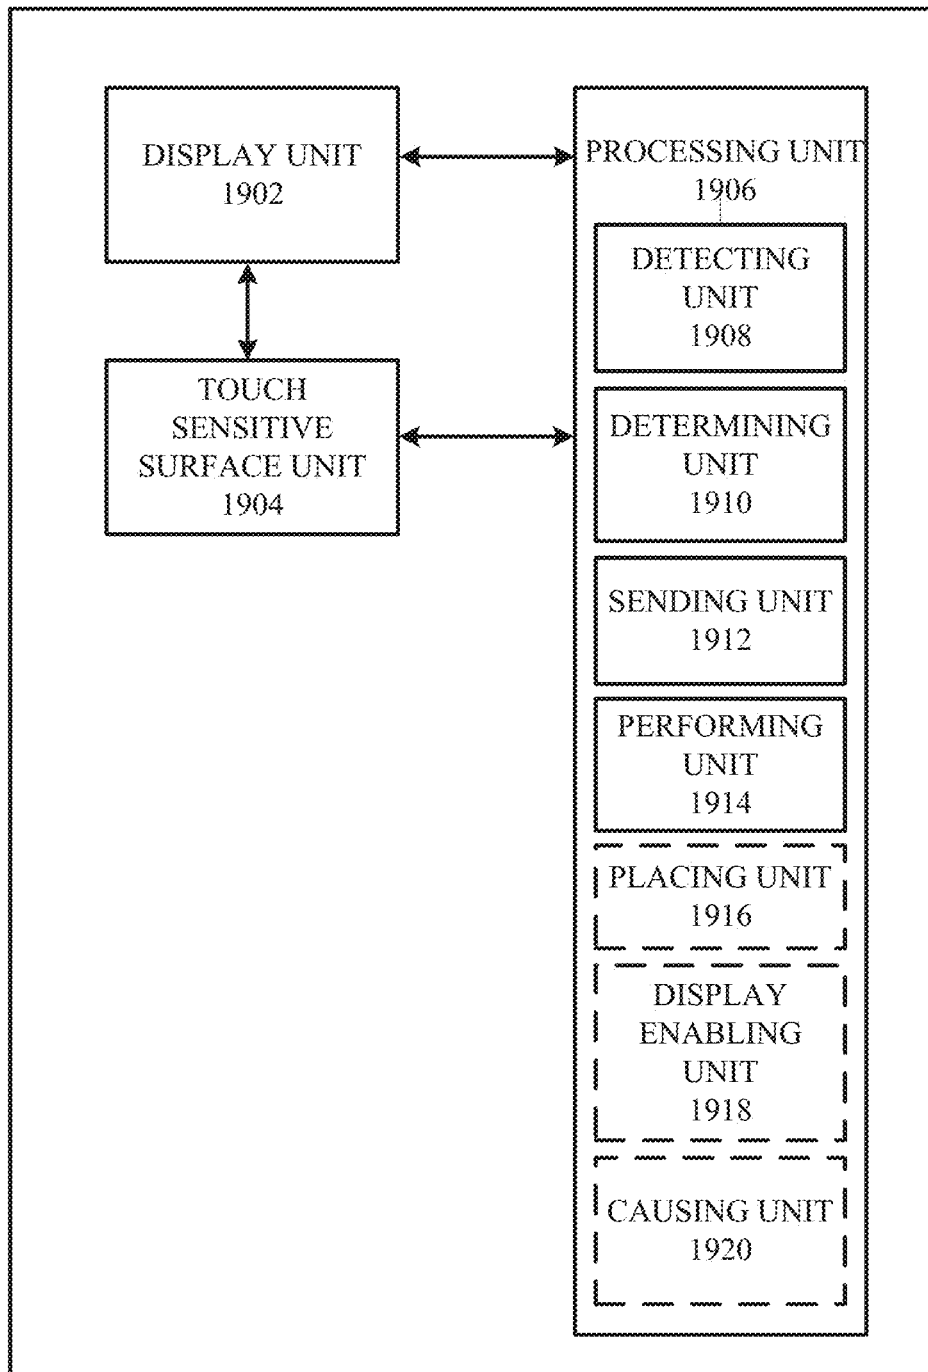 DISPLAY UNIT
1902
TOUCH
SENSITIVE
SURFACE UNIT
1904
PROCESSING UNIT
1906
DETECTING
UNIT
1908
DETERMINING
UNIT
1910
SENDING UNIT
1912
PERFORMING
UNIT
1914
PLACING UNIT
1916
DISPLAY
ENABLING
UNIT
1918
CAUSING UNIT
1920